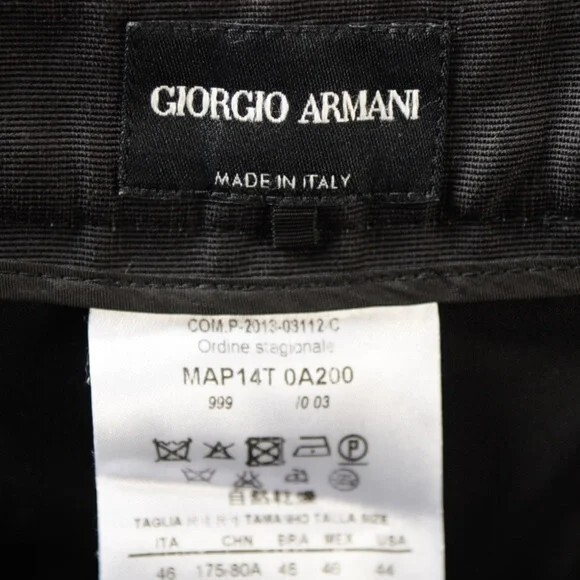 GIORGIO ARMANI
MADE IN ITALY
COM.P-2013-03112 C
Ordine stagionale
MAP14T 0A200
999 /0 03
P
TAGLIA TAMANHO TALLA SIZE
ITA CHN BRA MEX USA
46 175-80A 45 46 44